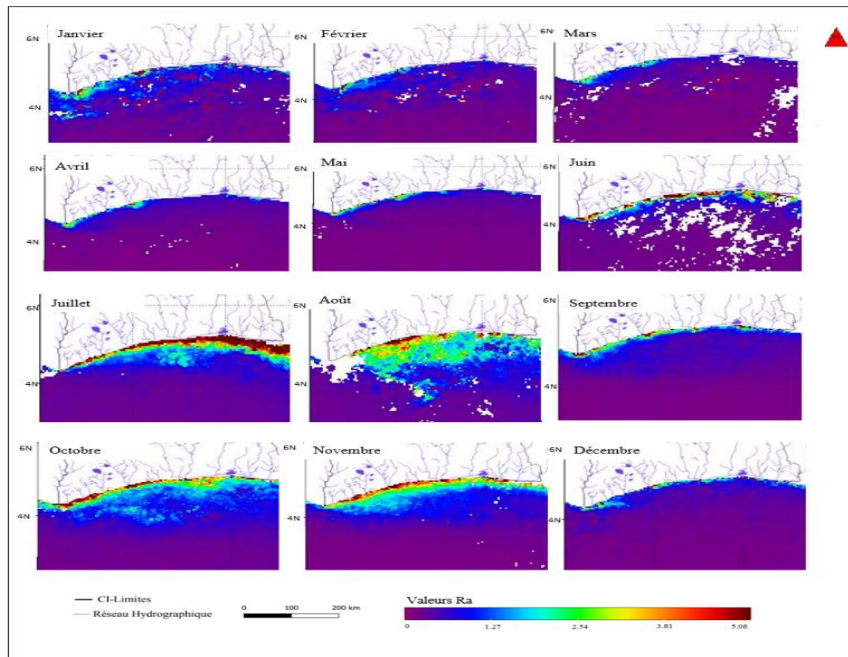 Janvier
Février
Mars
6N
4N
6N
4N
6N
4N
Avril
Mai
Juin
6N
4N
6N
4N
6N
4N
Juillet
Août
Septembre
6N
4N
6N
4N
6N
4N
Octobre
Novembre
Décembre
6N
4N
6N
4N
6N
4N
CI-Limites
Réseau Hydrographique
0 100 200 km
Valeurs Ra
0 1.27 2.54 3.81 5.08